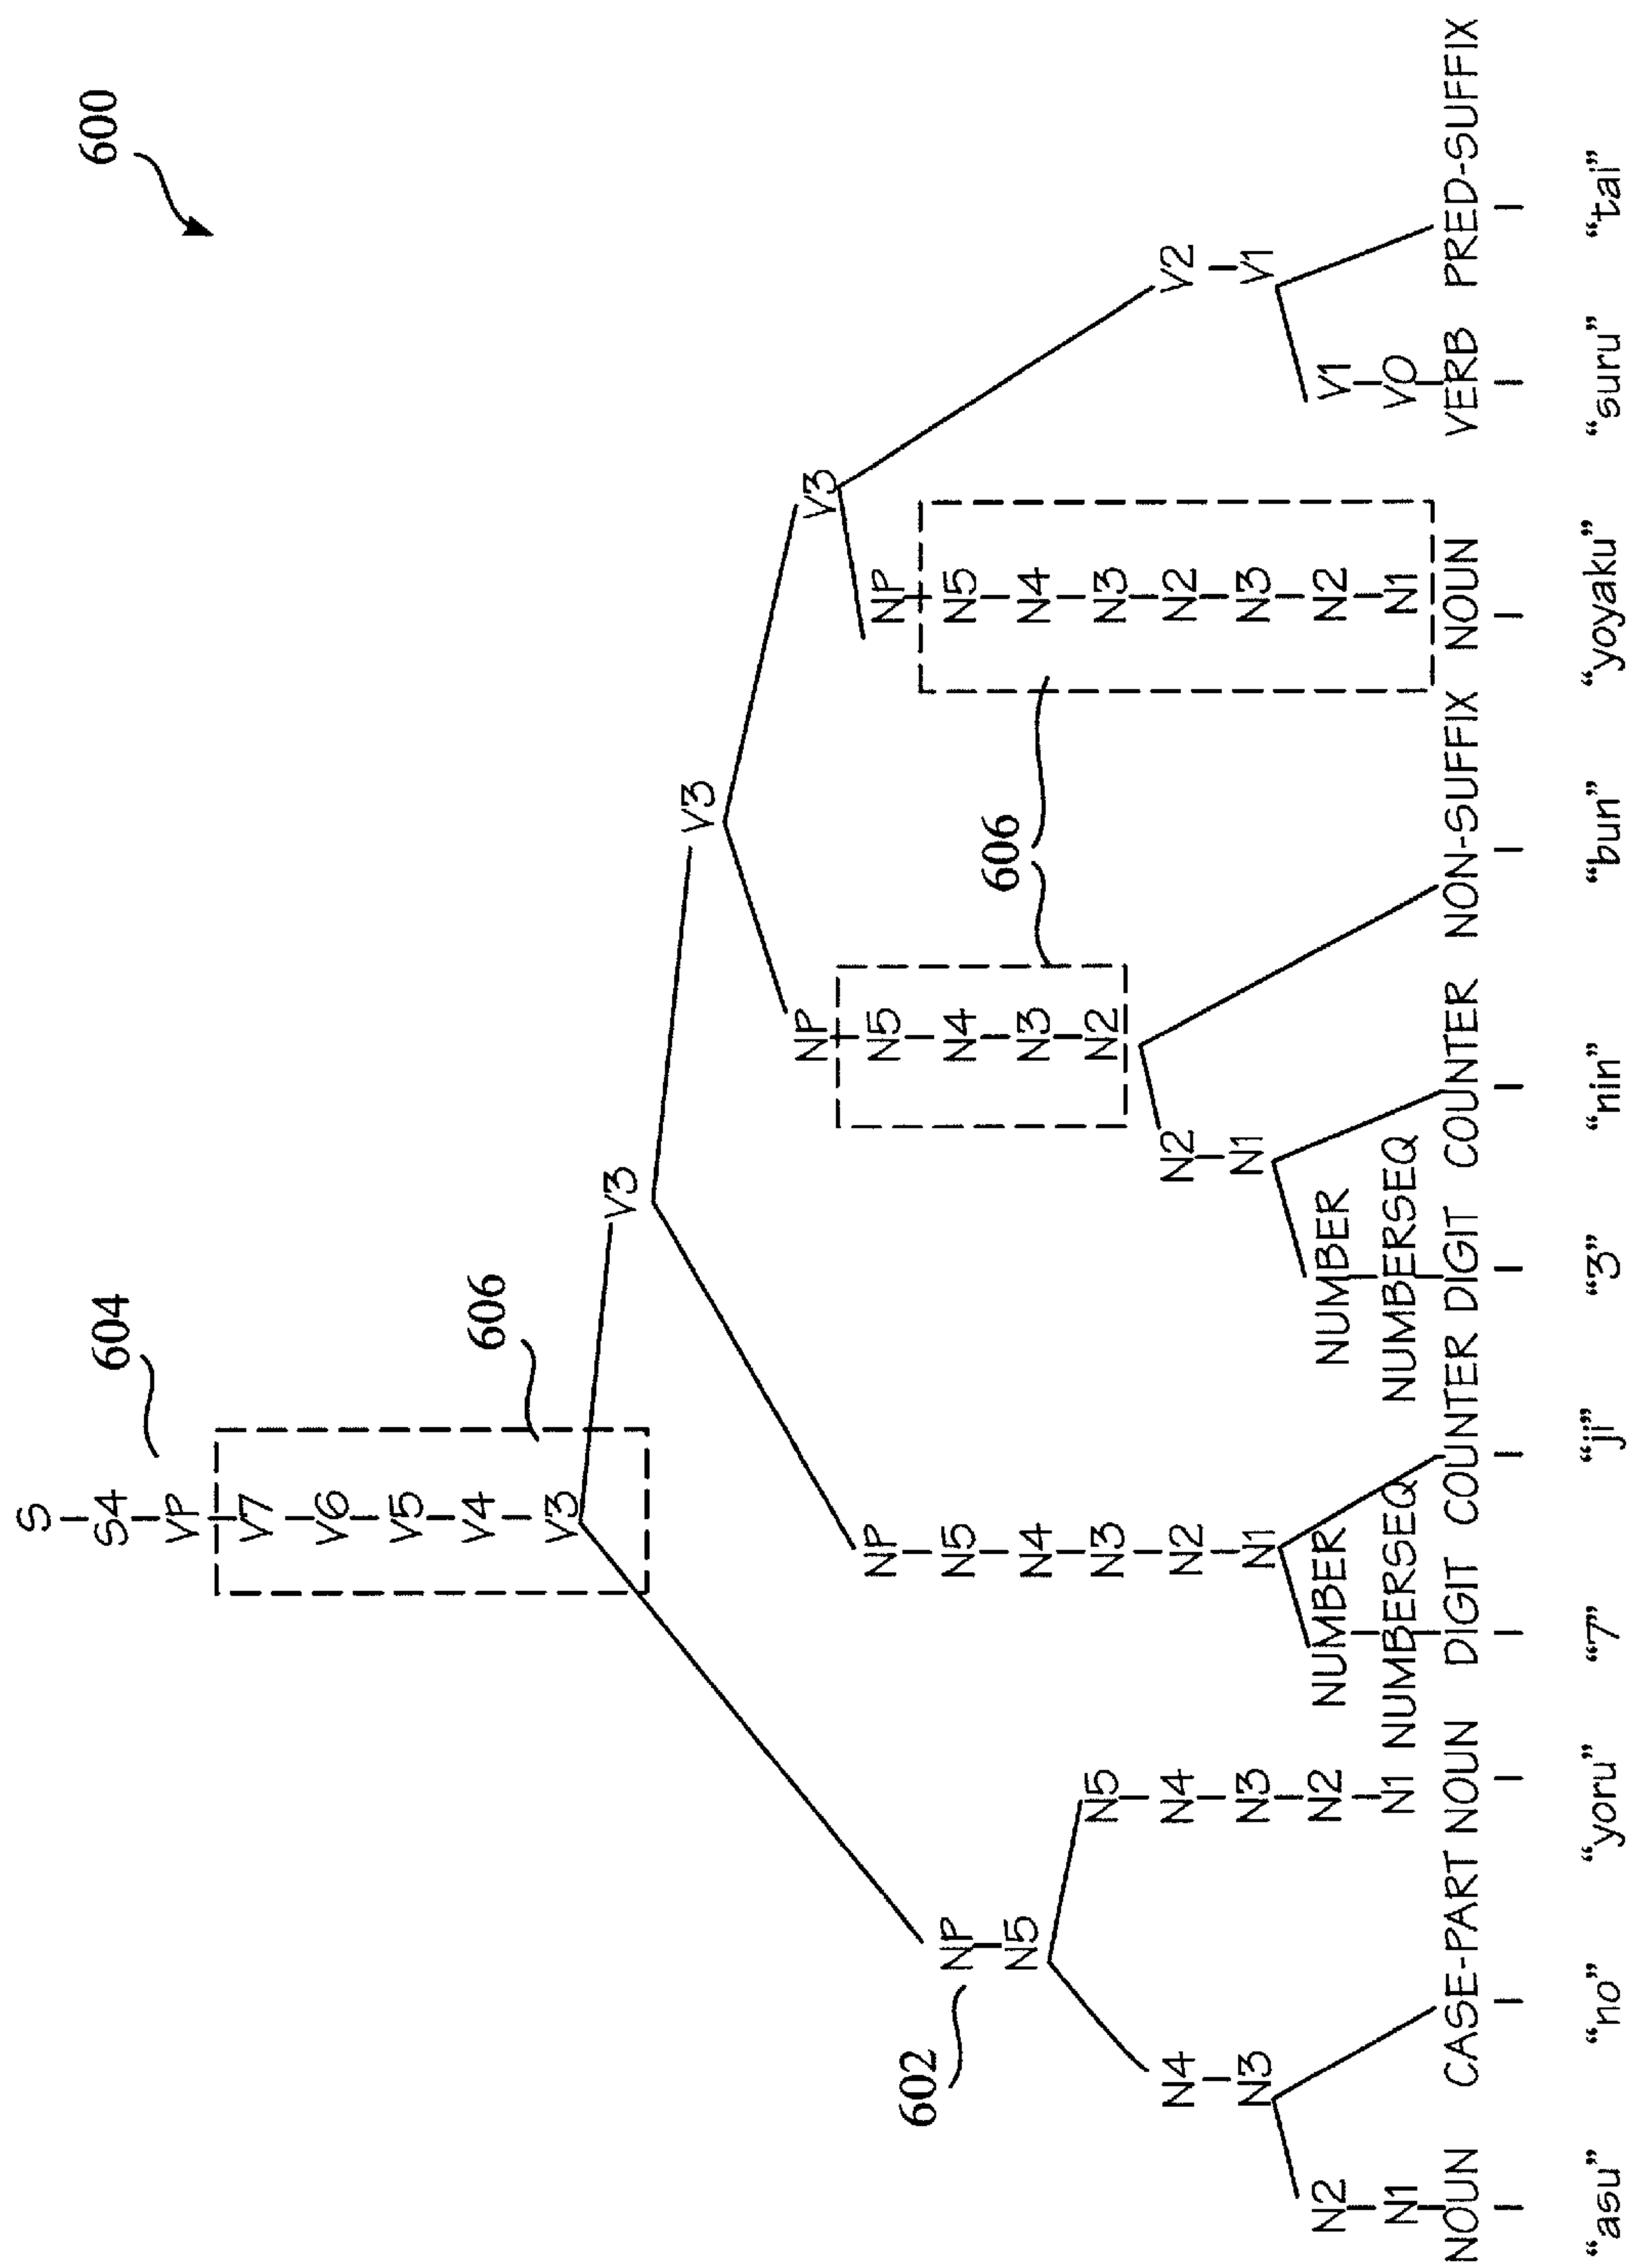 S
S4 604 600
VP
V7
V6
V5
V4 606
V3
V3
V3
NP V3
NP N5 NP
602
NP N5 N4 N5
606
N5 N4 N3 N4
N5 N3 N2 N3
N4 N4 N2 N2 N2 V2
N3 N3 N1 N1 N3 V1
N2 N2 NUMBER NUMBER N2 V1
N1 N1 NUMBERSEQ NUMBERSEQ N1 V0
NOUN CASE-PART NOUN DIGIT COUNTER DIGIT COUNTER NON-SUFFIX NOUN VERB PRED-SUFFIX
“asu” “no” “yoru” “7” “ji” “3” “nin” “bun” “yoyaku” “suru” “tai”